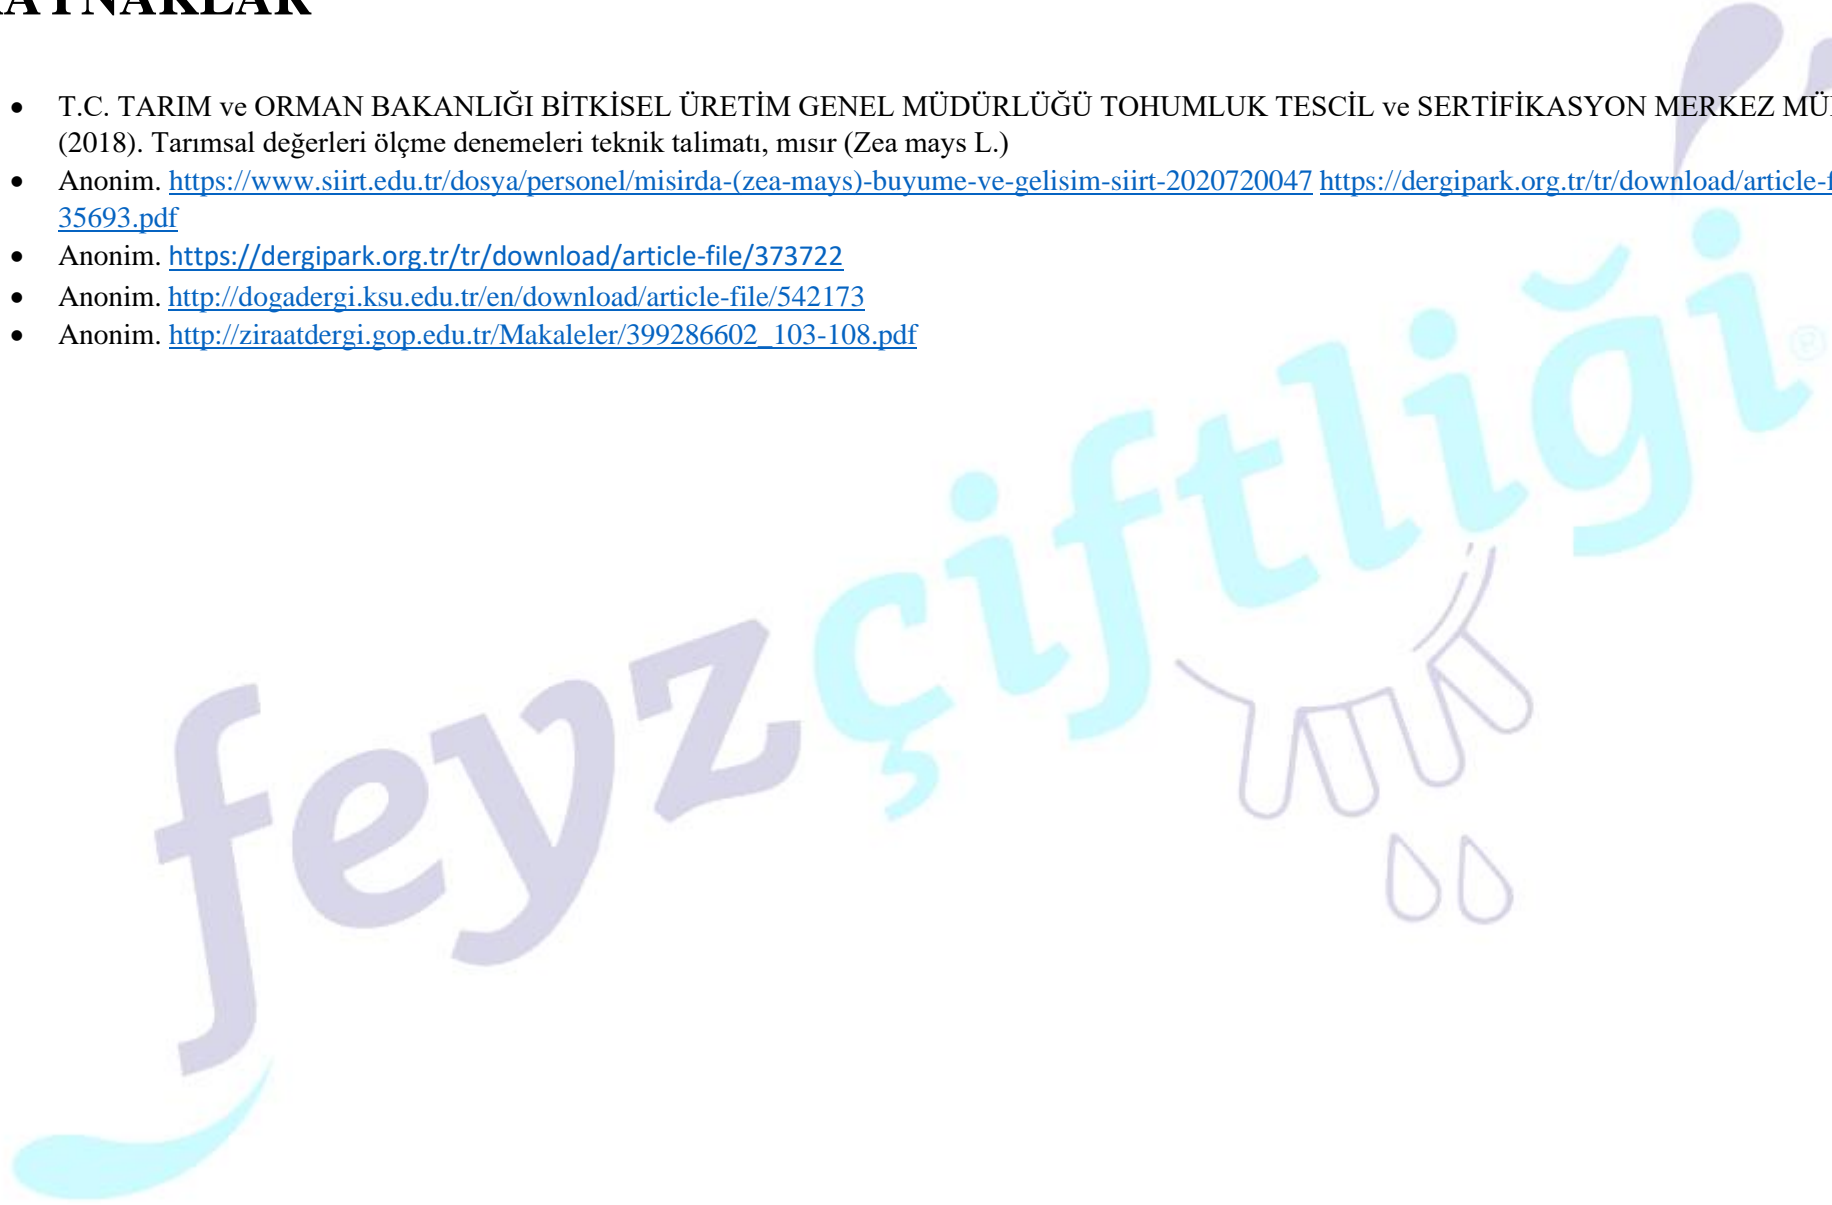 KAYNAKLAR
• T.C. TARIM ve ORMAN BAKANLIĞI BİTKİSEL ÜRETİM GENEL MÜDÜRLÜĞÜ TOHUMLUK TESCİL ve SERTİFİKASYON MERKEZ
(2018). Tarımsal değerleri ölçme denemeleri teknik talimatı, mısır (Zea mays L.)
• Anonim. https://www.siirt.edu.tr/dosya/personel/misirda-(zea-mays)-buyume-ve-gelisim-siirt-2020720047 https://dergipark.org.tr/tr/download/article-f
35693.pdf
• Anonim. https://dergipark.org.tr/tr/download/article-file/373722
• Anonim. http://dogadergi.ksu.edu.tr/en/download/article-file/542173
• Anonim. http://ziraatdergi.gop.edu.tr/Makaleler/399286602_103-108.pdf
feyzçiftliği®